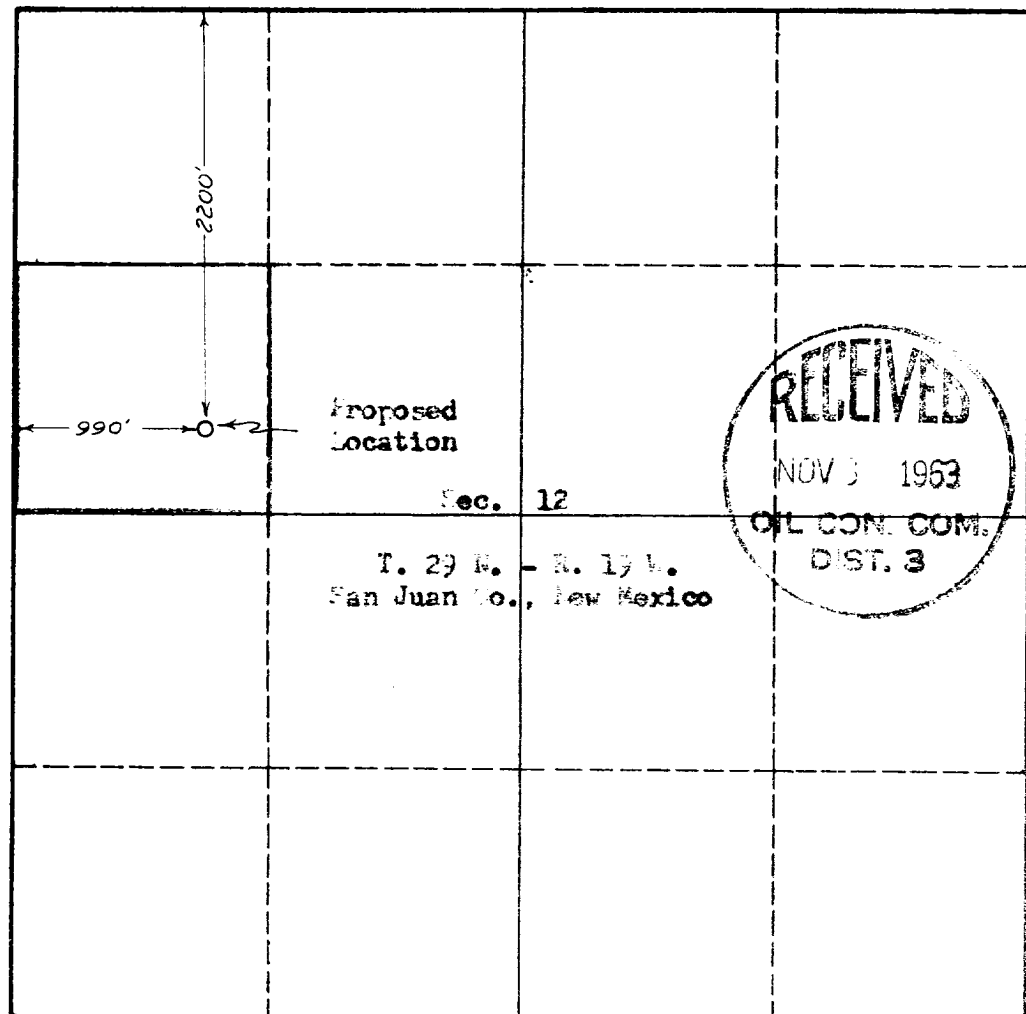 2200'
990'
Proposed
Location
RECEIVED
NOV 1963
OIL CON. COM.
DIST. 3
Sec. 12
T. 29 N. - R. 19 W.
San Juan Co., New Mexico